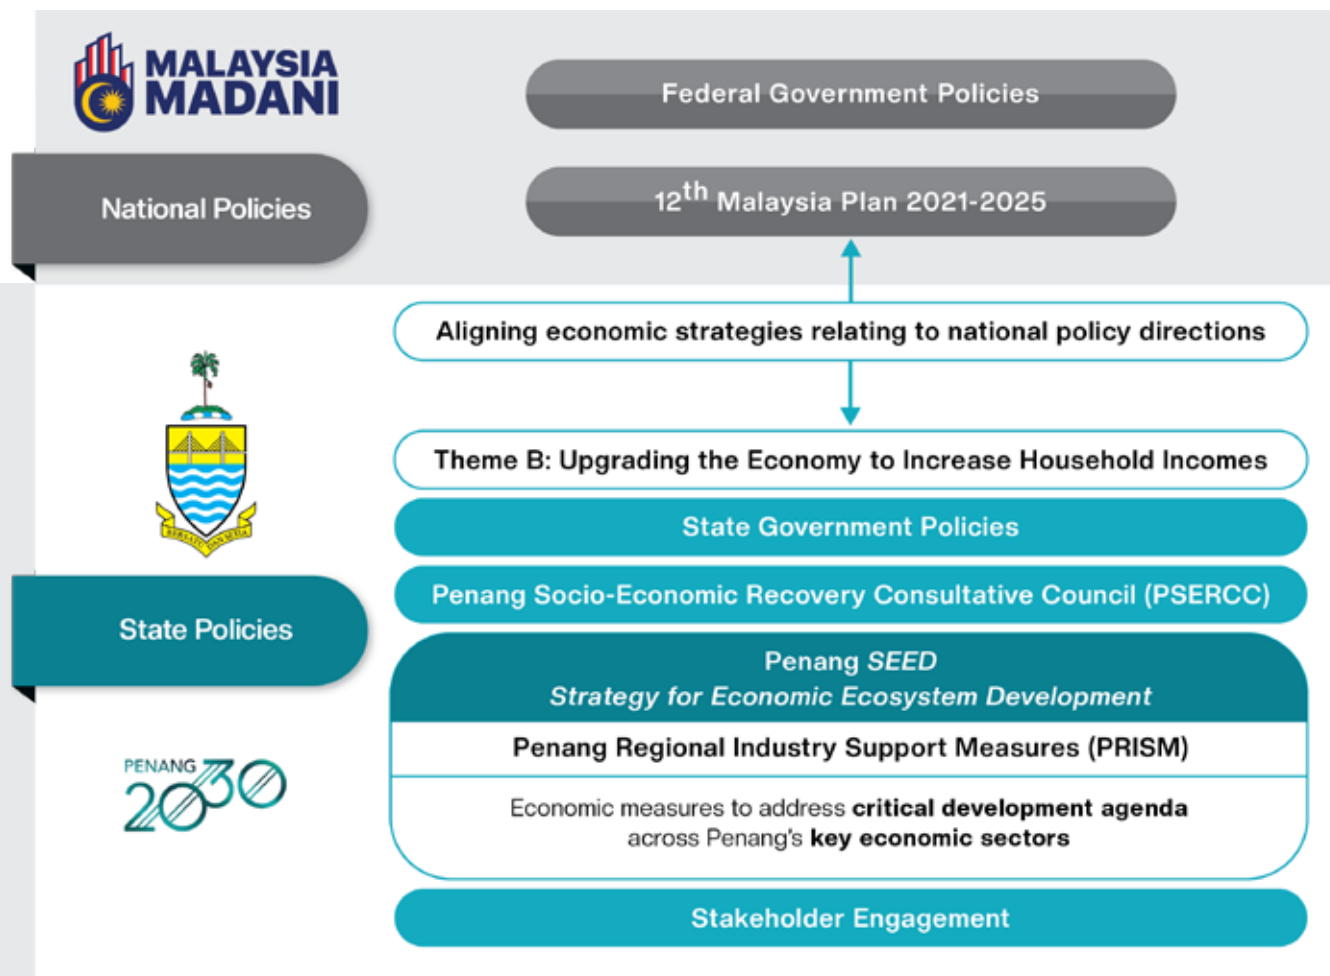 MALAYSIA
MADANI
Federal Government Policies
National Policies
12th Malaysia Plan 2021-2025
Aligning economic strategies relating to national policy directions
Theme B: Upgrading the Economy to Increase Household Incomes
BERSATU DAN SETIA
State Government Policies
Penang Socio-Economic Recovery Consultative Council (PSERCC)
State Policies
Penang SEED
Strategy for Economic Ecosystem Development
Penang Regional Industry Support Measures (PRISM)
PENANG
2030
Economic measures to address critical development agenda
across Penang's key economic sectors
Stakeholder Engagement